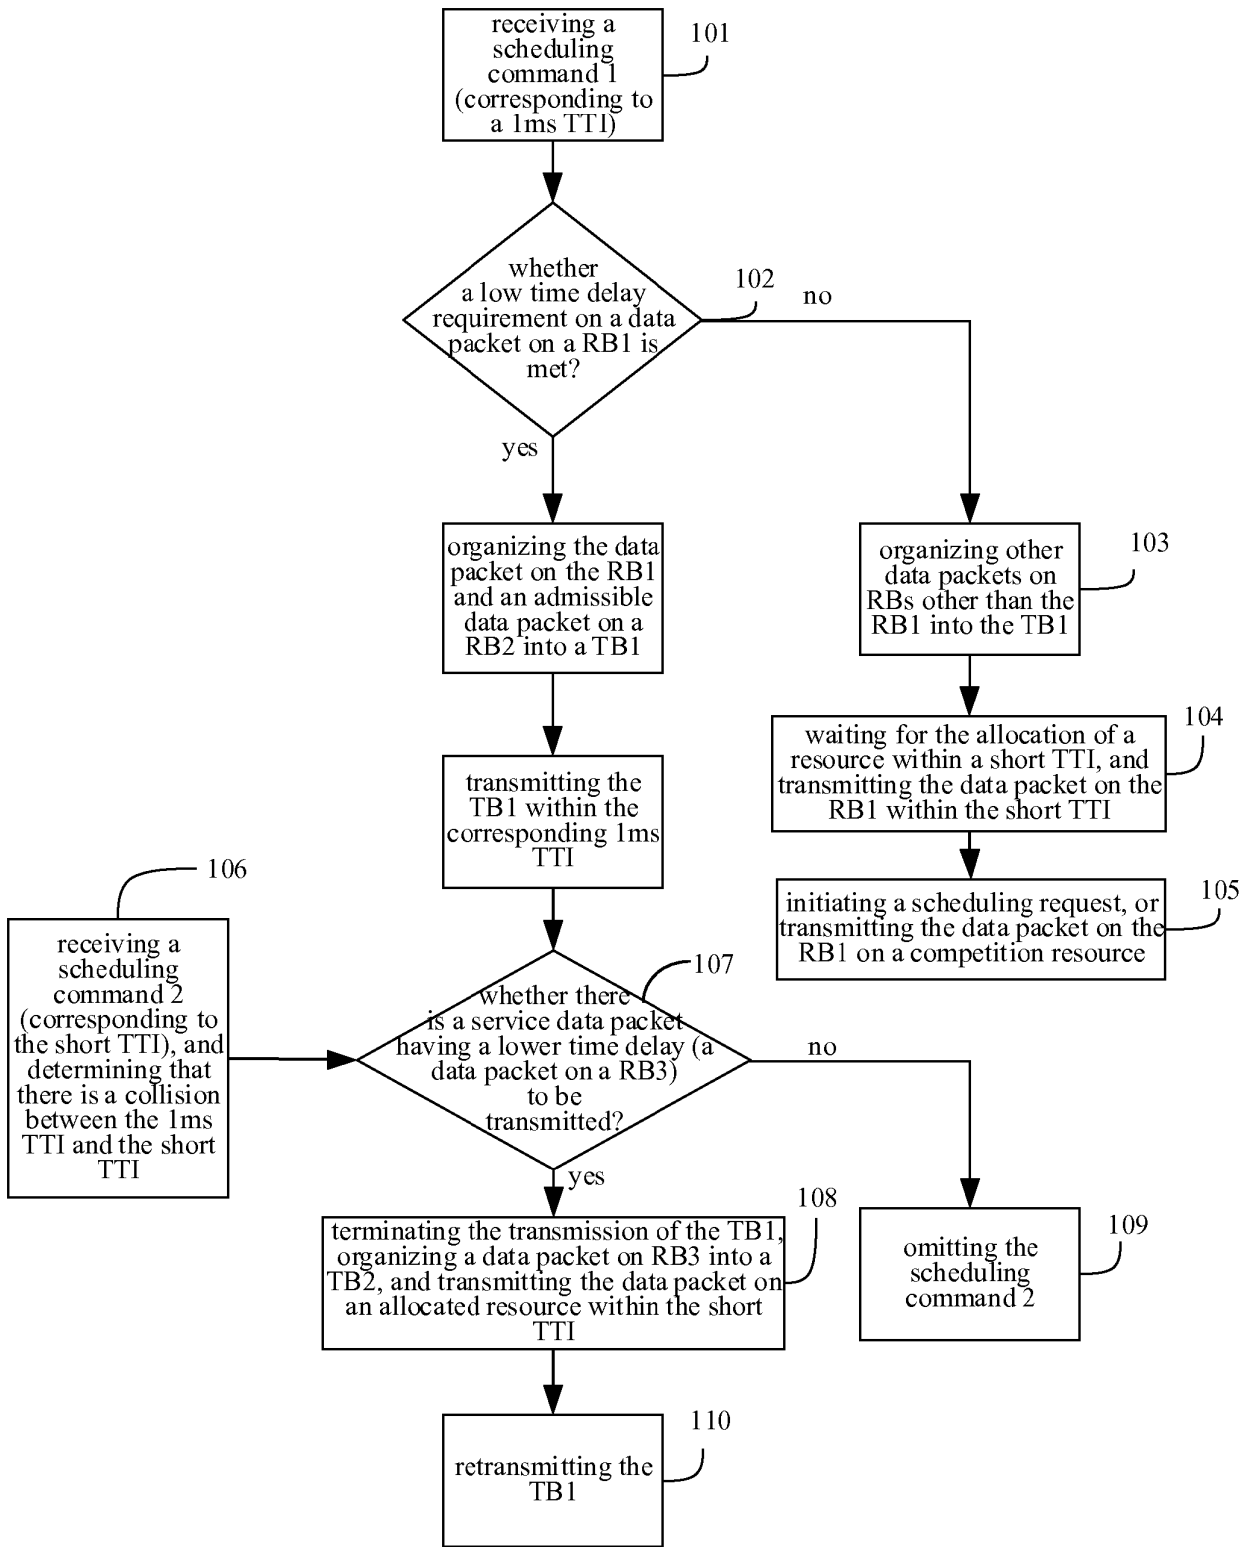 receiving a
scheduling
command 1
(corresponding to
a 1ms TTI)
101
whether
a low time delay
requirement on a data
packet on a RB1 is
met?
102
no
yes
organizing the data
packet on the RB1
and an admissible
data packet on a
RB2 into a TB1
organizing other
data packets on
RBs other than the
RB1 into the TB1
103
waiting for the allocation of a
resource within a short TTI, and
transmitting the data packet on the
RB1 within the short TTI
104
transmitting the
TB1 within the
corresponding 1ms
TTI
initiating a scheduling request, or
transmitting the data packet on the
RB1 on a competition resource
105
106
receiving a
scheduling
command 2
(corresponding to
the short TTI), and
determining that
there is a collision
between the 1ms
TTI and the short
TTI
whether there
is a service data packet
having a lower time delay (a
data packet on a RB3)
to be
transmitted?
107
no
yes
terminating the transmission of the TB1,
organizing a data packet on RB3 into a
TB2, and transmitting the data packet on
an allocated resource within the short
TTI
108
omitting the
scheduling
command 2
109
retransmitting the
TB1
110